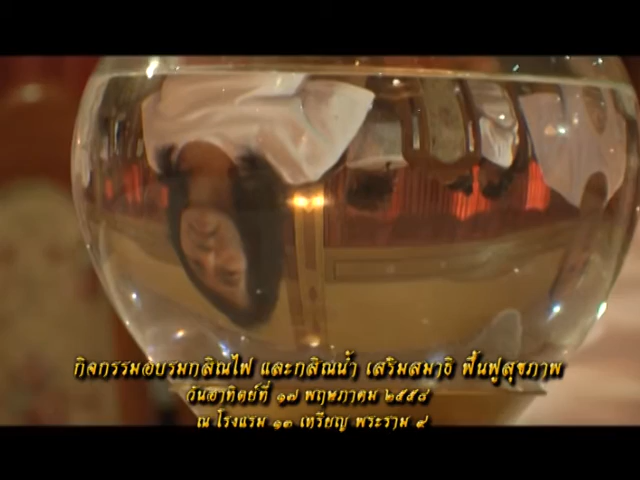 กิจกรรมอบรมกสิณไฟ และกสิณน้ำ เสริมสมาธิ ฟื้นฟูสุขภาพ
วันอาทิตย์ที่ ๑๗ พฤษภาคม ๒๕๕๘
ณ โรงแรม ๑๓ เหรียญ พระราม ๙